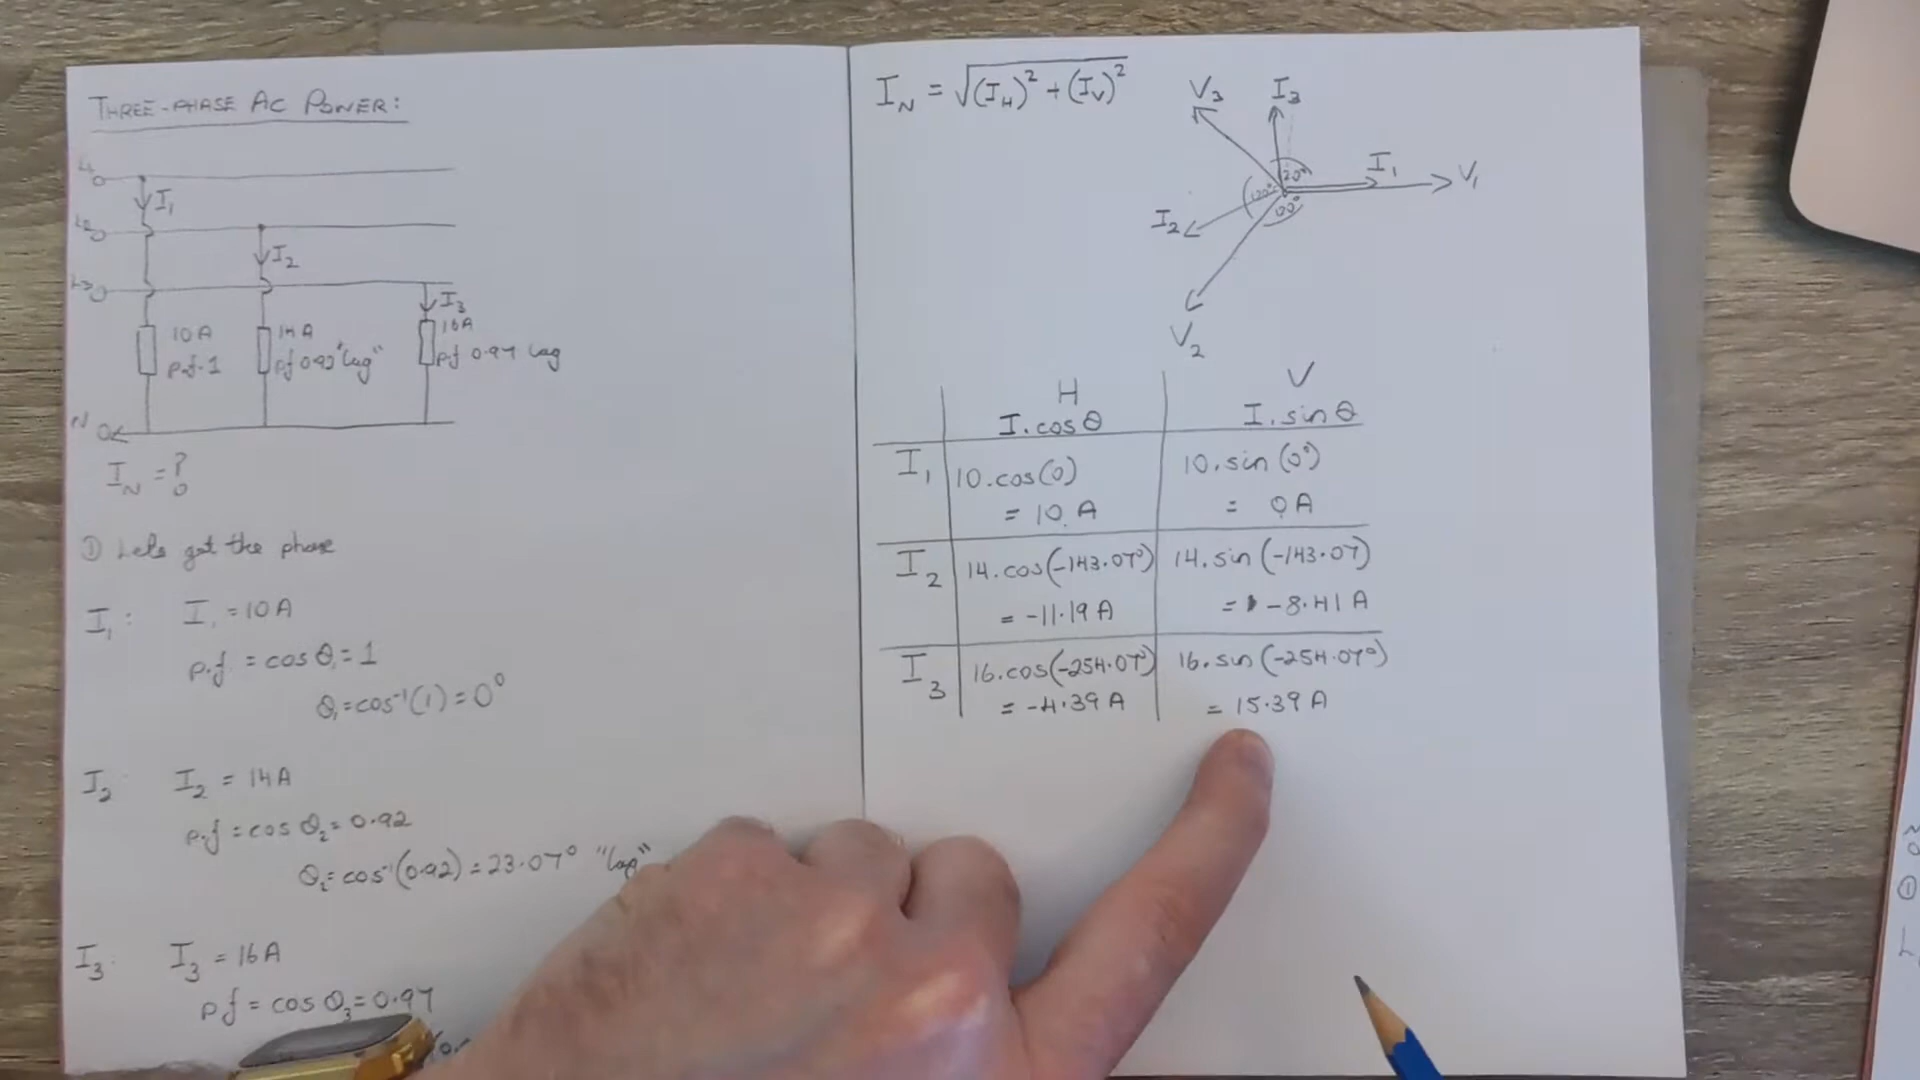 THREE-PHASE AC POWER:
L1
I1
L2
I2
L3
I3
10A
p.f. 1
14A
pf 0.92 "lag"
16A
p.f 0.97 lag
N
IN = ?
① Lets get the phase
I1: I1 = 10A
p.f = cos θ1 = 1
θ1 = cos⁻¹(1) = 0°
I2: I2 = 14A
p.f = cos θ2 = 0.92
θ2 = cos⁻¹(0.92) = 23.07° "lag"
I3: I3 = 16A
pf = cos θ3 = 0.97
IN = √(IH)² + (IV)²
V3
I3
I1
V1
120°
I2
V2
H V
I.cosθ I.sinθ
I1 10.cos(0) 10.sin(0°)
= 10 A = 0 A
I2 14.cos(-143.07°) 14.sin(-143.07)
= -11.19 A = -8.41 A
I3 16.cos(-254.07°) 16.sin(-254.07°)
= -4.39 A = 15.39 A